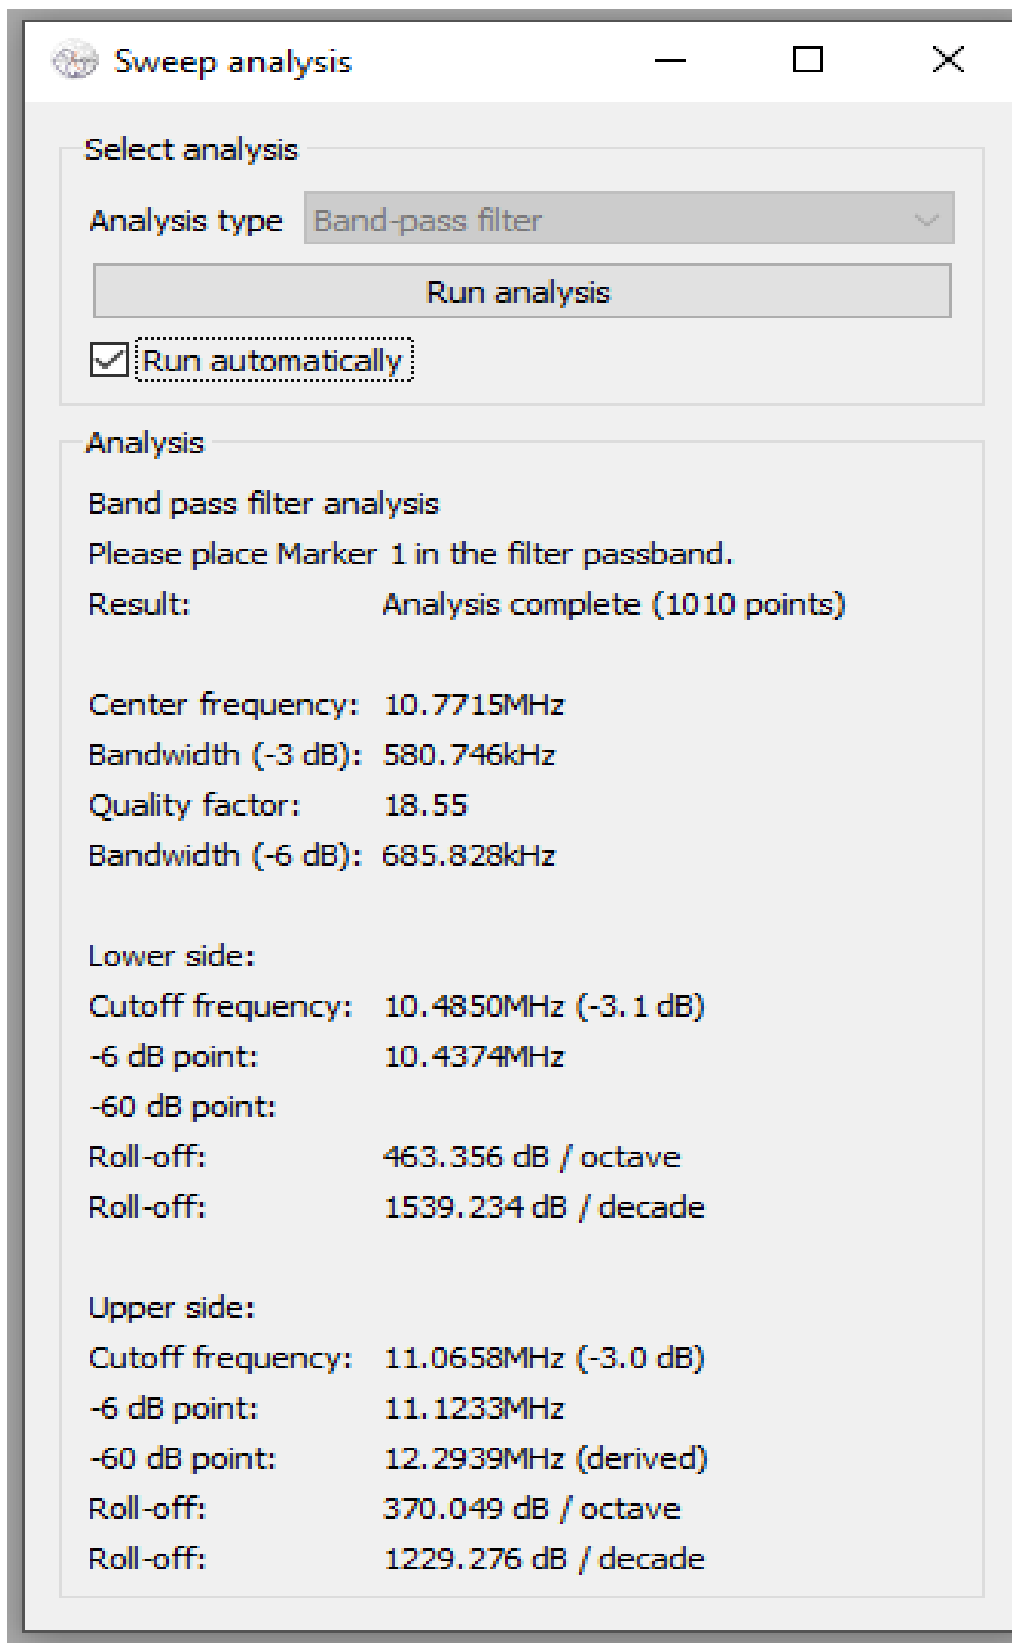 Sweep analysis
Select analysis
Analysis type Band-pass filter
Run analysis
Run automatically
Analysis
Band pass filter analysis
Please place Marker 1 in the filter passband.
Result: Analysis complete (1010 points)
Center frequency: 10.7715MHz
Bandwidth (-3 dB): 580.746kHz
Quality factor: 18.55
Bandwidth (-6 dB): 685.828kHz
Lower side:
Cutoff frequency: 10.4850MHz (-3.1 dB)
-6 dB point: 10.4374MHz
-60 dB point:
Roll-off: 463.356 dB / octave
Roll-off: 1539.234 dB / decade
Upper side:
Cutoff frequency: 11.0658MHz (-3.0 dB)
-6 dB point: 11.1233MHz
-60 dB point: 12.2939MHz (derived)
Roll-off: 370.049 dB / octave
Roll-off: 1229.276 dB / decade